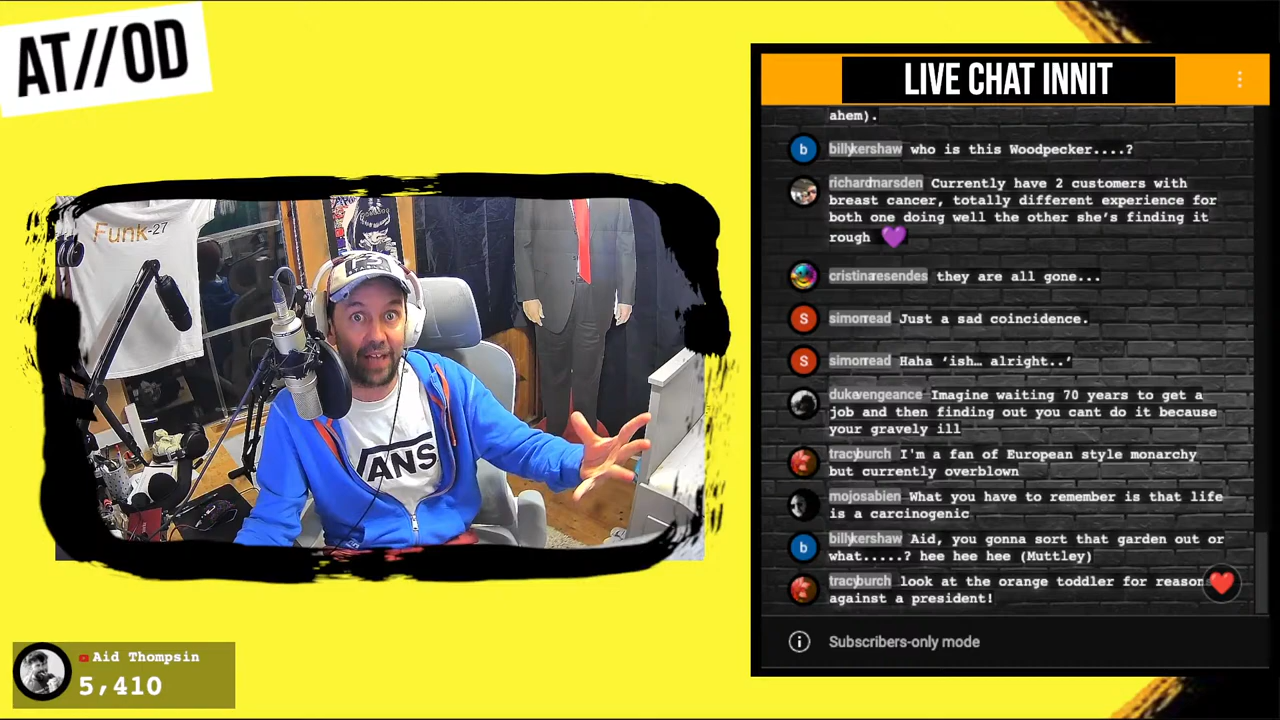 AT//OD
Funk-27
VANS
Aid Thompsin
5,410
LIVE CHAT INNIT
ahem).
b billykershaw who is this Woodpecker....?
richardmarsden Currently have 2 customers with
breast cancer, totally different experience for
both one doing well the other she’s finding it
rough 💜
cristinaresendes they are all gone...
S simonread Just a sad coincidence.
S simonread Haha ‘ish… alright..’
dukevengeance Imagine waiting 70 years to get a
job and then finding out you cant do it because
your gravely ill
tracyburch I'm a fan of European style monarchy
but currently overblown
mojosabien What you have to remember is that life
is a carcinogenic
b billykershaw Aid, you gonna sort that garden out or
what.....? hee hee hee (Muttley)
tracyburch look at the orange toddler for reason
against a president!
Subscribers-only mode